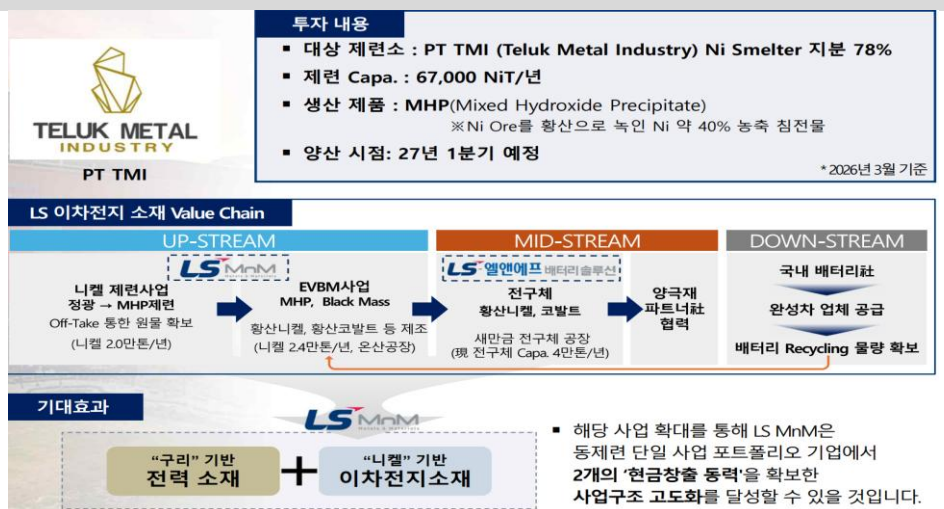 투자 내용
TELUK METAL
INDUSTRY
PT TMI
▪ 대상 제련소 : PT TMI (Teluk Metal Industry) Ni Smelter 지분 78%
▪ 제련 Capa. : 67,000 NiT/년
▪ 생산 제품 : MHP(Mixed Hydroxide Precipitate)
※Ni Ore를 황산으로 녹인 Ni 약 40% 농축 침전물
▪ 양산 시점: 27년 1분기 예정
* 2026년 3월 기준
LS 이차전지 소재 Value Chain
UP-STREAM
LS MnM
니켈 제련사업
정광 → MHP제련
Off-Take 통한 원물 확보
(니켈 2.0만톤/년)
EVBM사업
MHP, Black Mass
황산니켈, 황산코발트 등 제조
(니켈 2.4만톤/년, 온산공장)
MID-STREAM
LS 엘앤에프 배터리솔루션
전구체
황산니켈, 코발트
새만금 전구체 공장
(現 전구체 Capa. 4만톤/년)
양극재
파트너社
협력
DOWN-STREAM
국내 배터리社
완성차 업체 공급
배터리 Recycling 물량 확보
기대효과
LS MnM
"구리" 기반
전력 소재
+
"니켈" 기반
이차전지소재
▪ 해당 사업 확대를 통해 LS MnM은
동제련 단일 사업 포트폴리오 기업에서
2개의 '현금창출 동력'을 확보한
사업구조 고도화를 달성할 수 있을 것입니다.